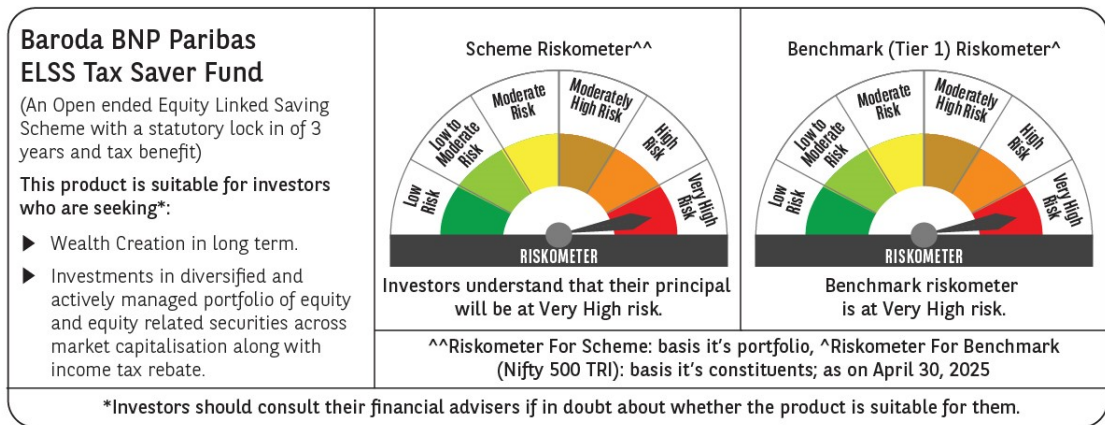 Baroda BNP Paribas
ELSS Tax Saver Fund
(An Open ended Equity Linked Saving
Scheme with a statutory lock in of 3
years and tax benefit)
This product is suitable for investors
who are seeking*:
▶ Wealth Creation in long term.
▶ Investments in diversified and
actively managed portfolio of equity
and equity related securities across
market capitalisation along with
income tax rebate.
Scheme Riskometer^^
Low
Risk
Low to
Moderate
Risk
Moderate
Risk
Moderately
High Risk
High
Risk
Very High
Risk
RISKOMETER
Investors understand that their principal
will be at Very High risk.
Benchmark (Tier 1) Riskometer^
Low
Risk
Low to
Moderate
Risk
Moderate
Risk
Moderately
High Risk
High
Risk
Very High
Risk
RISKOMETER
Benchmark riskometer
is at Very High risk.
^^Riskometer For Scheme: basis it's portfolio, ^Riskometer For Benchmark
(Nifty 500 TRI): basis it's constituents; as on April 30, 2025
*Investors should consult their financial advisers if in doubt about whether the product is suitable for them.